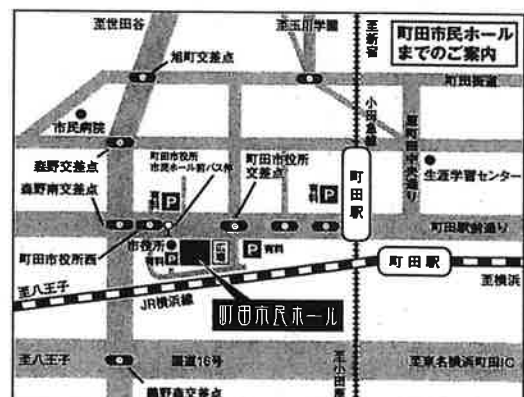 町田市民ホール
までのご案内
至世田谷
至玉川学園
至新宿
旭町交差点
町田街道
小田急線
原町田中央通り
市民病院
森野交差点
町田市役所
市民ホール前バス停
町田市役所
交差点
有料
P
町田駅
生涯学習センター
森野南交差点
P
町田駅前通り
町田市役所西
市役所
有料
P
広場
P
有料
町田駅
至八王子
JR横浜線
至横浜
町田市民ホール
至八王子
国道16号
至小田原
至東名横浜町田IC
鶴野森交差点